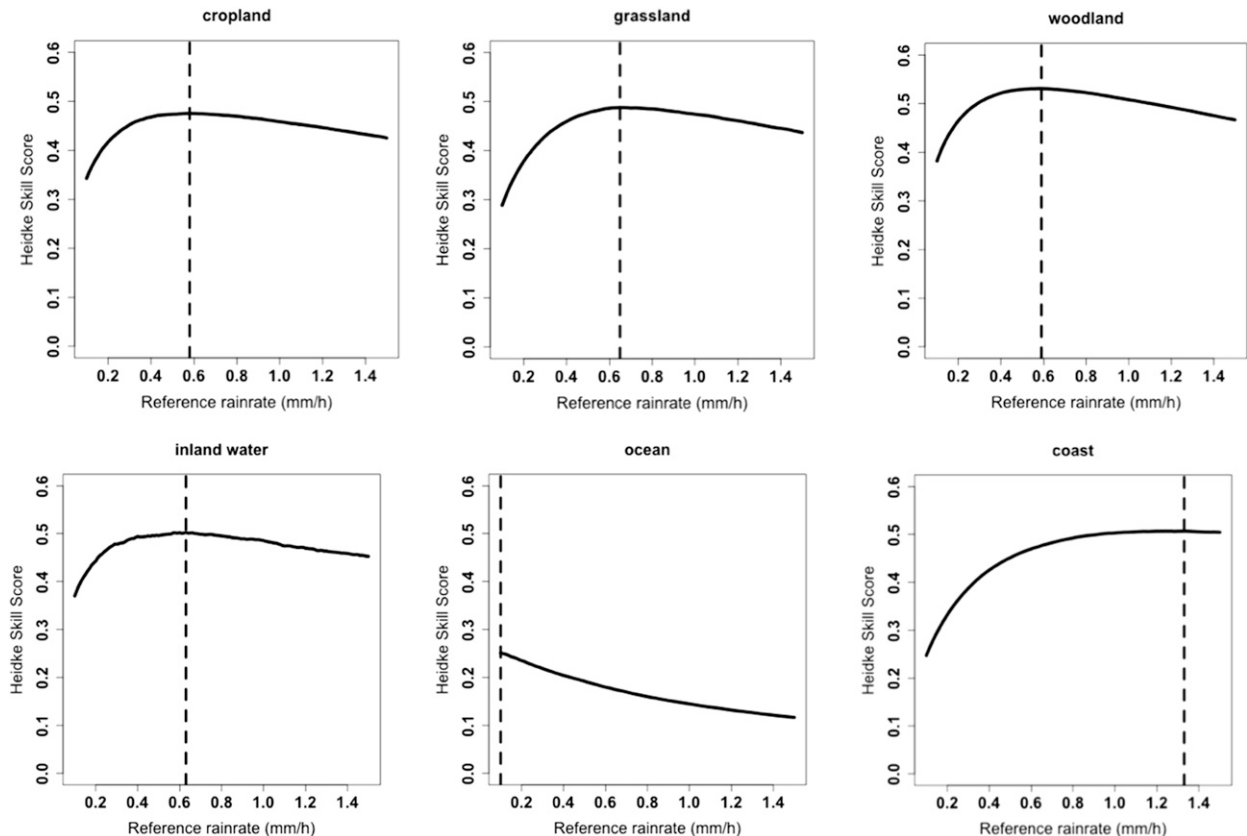 cropland
Heidke Skill Score
0.0 0.1 0.2 0.3 0.4 0.5 0.6
0.2 0.4 0.6 0.8 1.0 1.2 1.4
Reference rainrate (mm/h)
grassland
Heidke Skill Score
0.0 0.1 0.2 0.3 0.4 0.5 0.6
0.2 0.4 0.6 0.8 1.0 1.2 1.4
Reference rainrate (mm/h)
woodland
Heidke Skill Score
0.0 0.1 0.2 0.3 0.4 0.5 0.6
0.2 0.4 0.6 0.8 1.0 1.2 1.4
Reference rainrate (mm/h)
inland water
Heidke Skill Score
0.0 0.1 0.2 0.3 0.4 0.5 0.6
0.2 0.4 0.6 0.8 1.0 1.2 1.4
Reference rainrate (mm/h)
ocean
Heidke Skill Score
0.0 0.1 0.2 0.3 0.4 0.5 0.6
0.2 0.4 0.6 0.8 1.0 1.2 1.4
Reference rainrate (mm/h)
coast
Heidke Skill Score
0.0 0.1 0.2 0.3 0.4 0.5 0.6
0.2 0.4 0.6 0.8 1.0 1.2 1.4
Reference rainrate (mm/h)